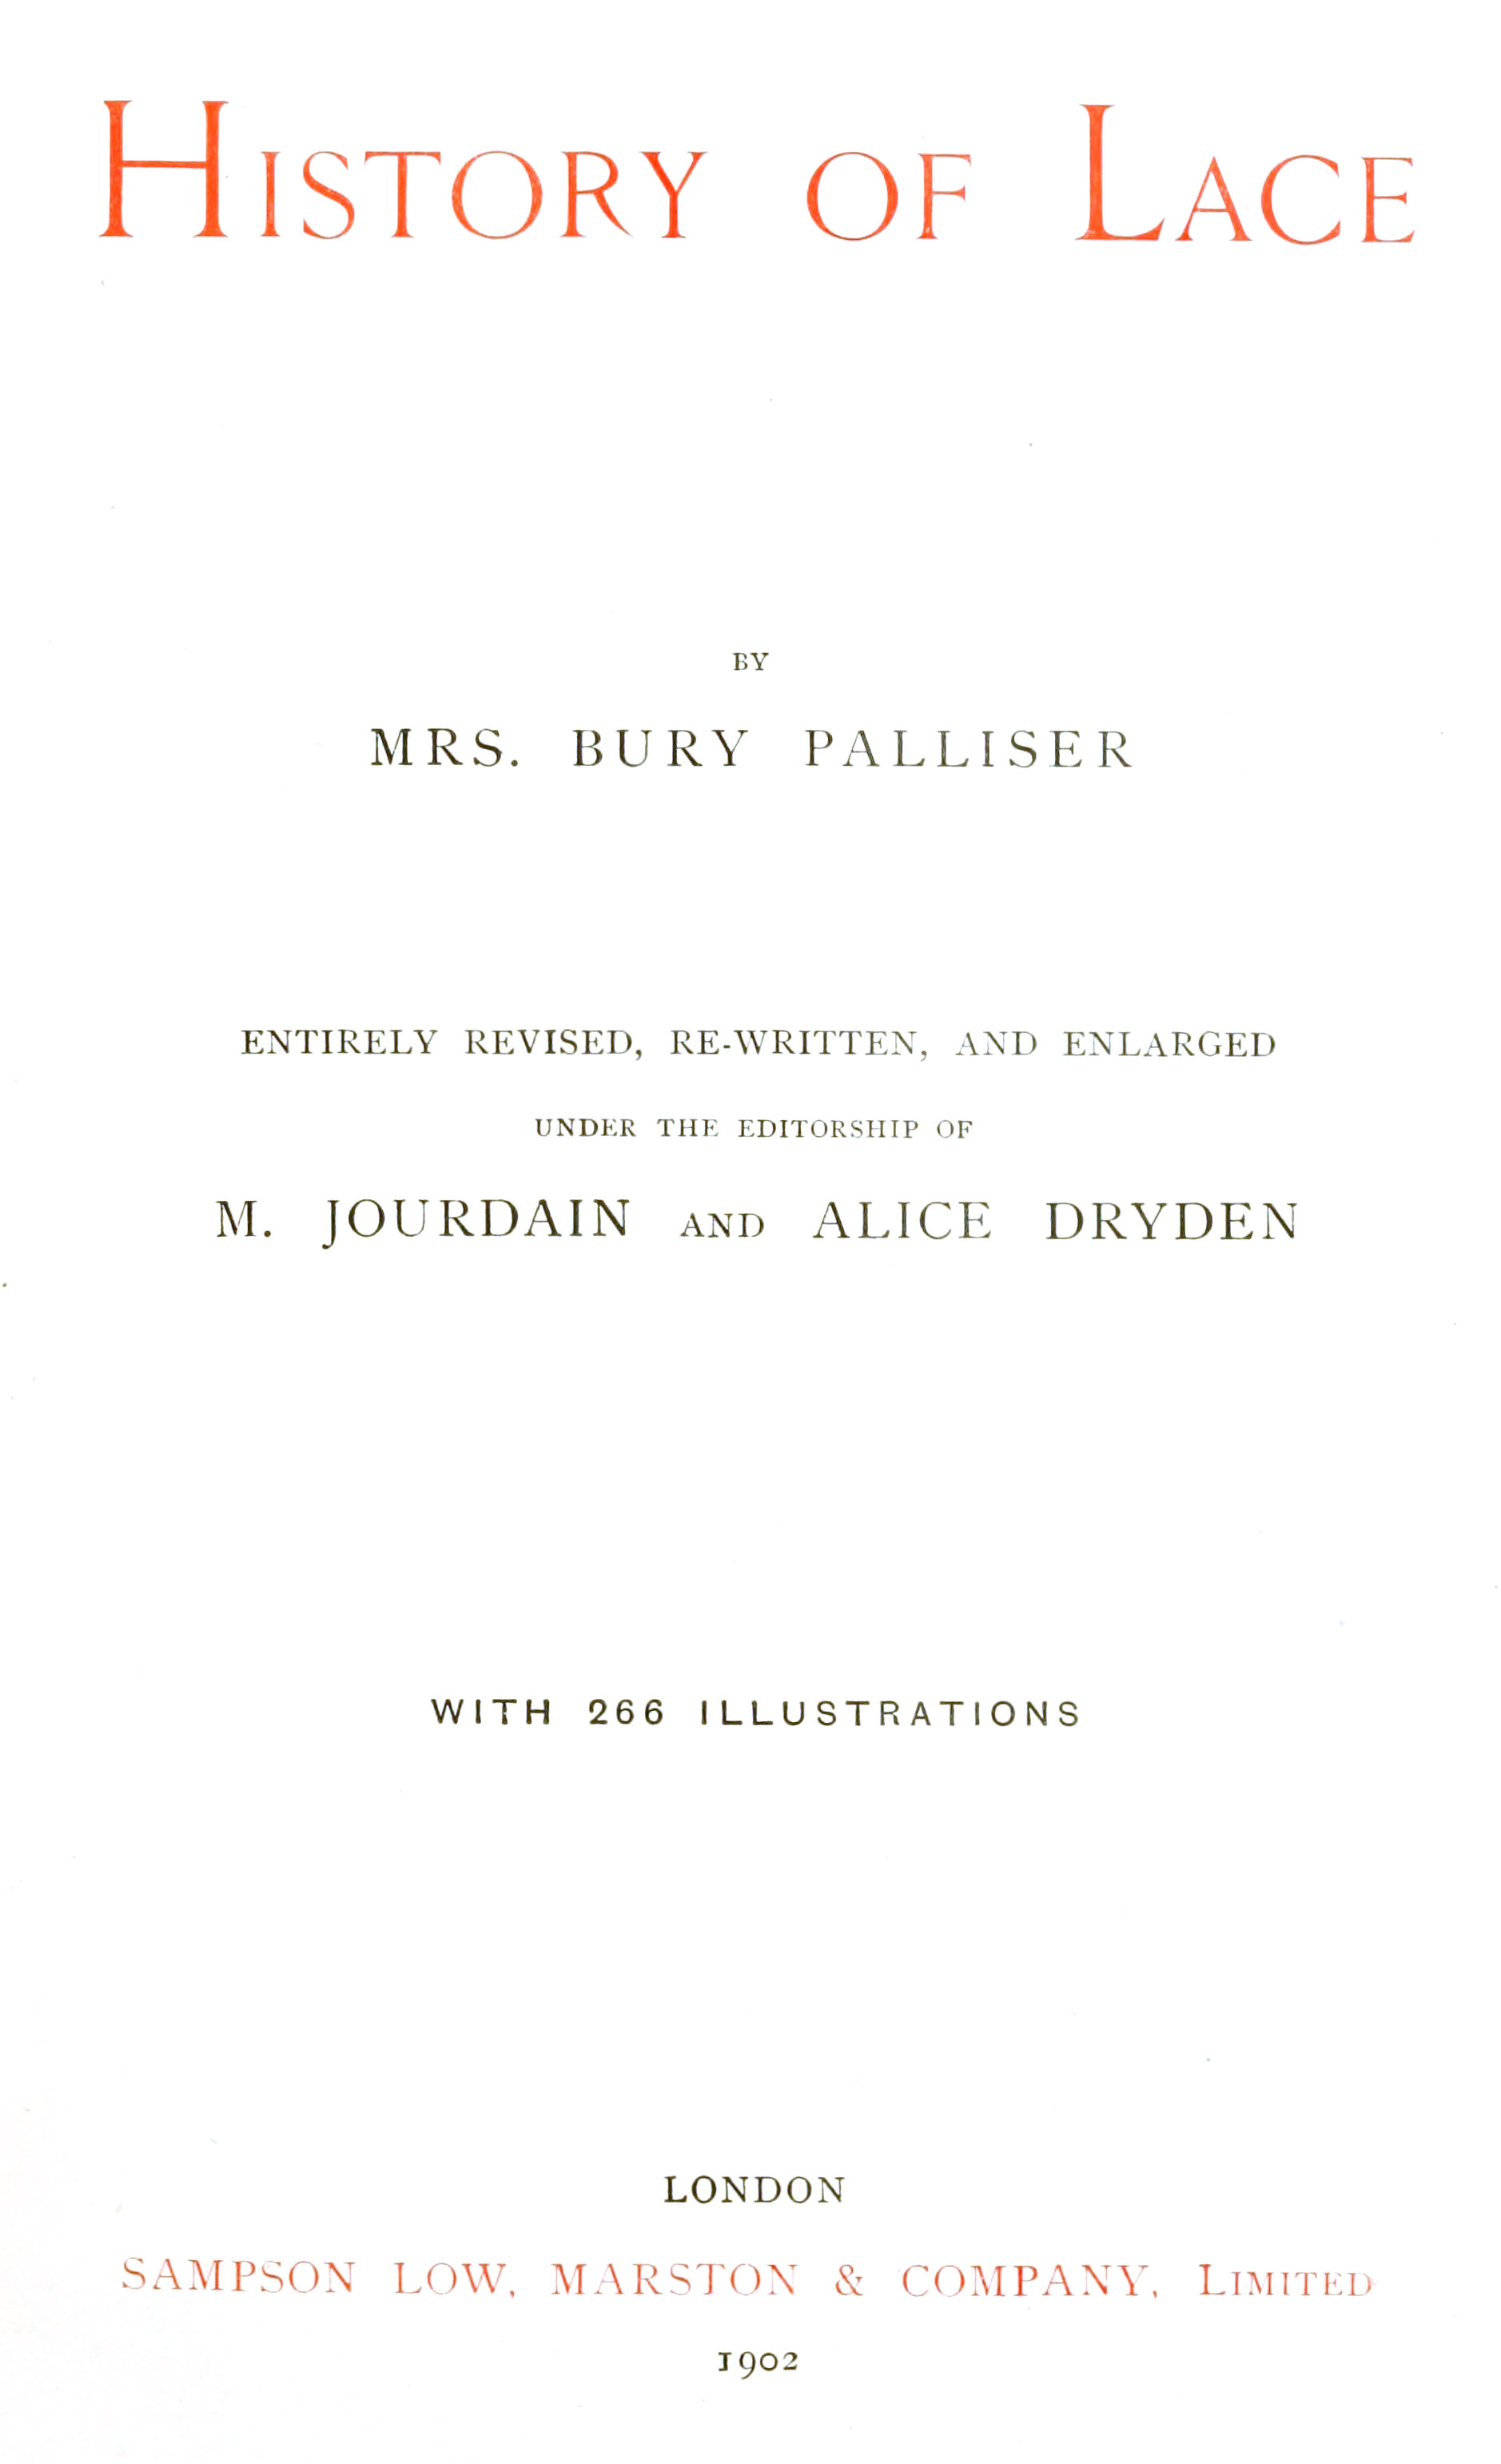 HISTORY OF LACE
BY
MRS. BURY PALLISER
ENTIRELY REVISED, RE-WRITTEN, AND ENLARGED
UNDER THE EDITORSHIP OF
M. JOURDAIN AND ALICE DRYDEN
WITH 266 ILLUSTRATIONS
LONDON
SAMPSON LOW, MARSTON & COMPANY, LIMITED
1902